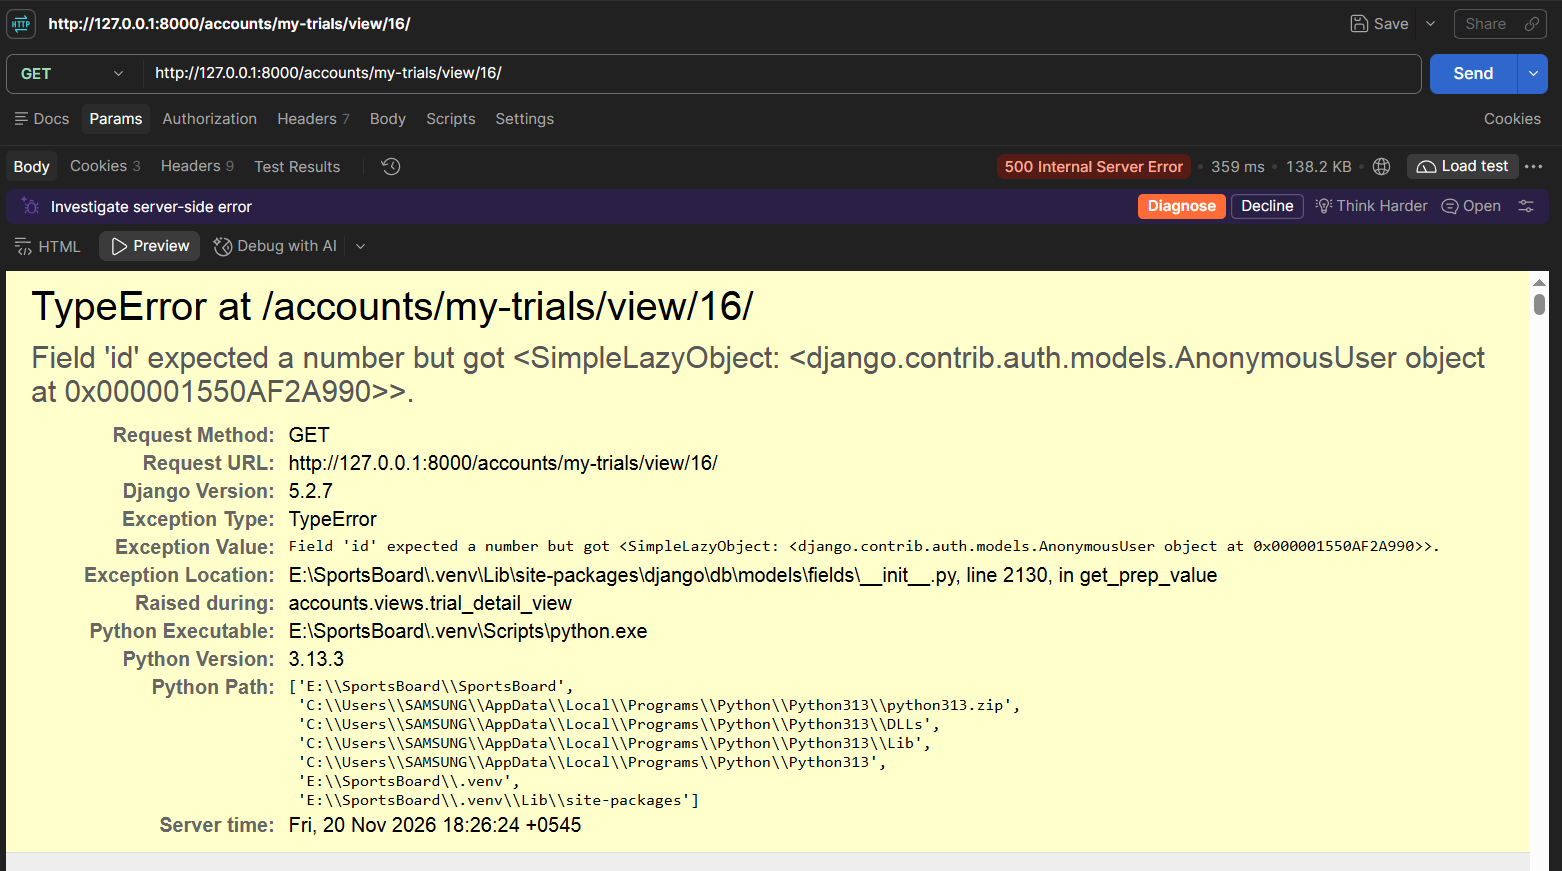 HTTP http://127.0.0.1:8000/accounts/my-trials/view/16/ Save Share
GET http://127.0.0.1:8000/accounts/my-trials/view/16/ Send
Docs Params Authorization Headers 7 Body Scripts Settings Cookies
Body Cookies 3 Headers 9 Test Results 500 Internal Server Error • 359 ms • 138.2 KB • Load test
Investigate server-side error Diagnose Decline Think Harder Open
HTML Preview Debug with AI
TypeError at /accounts/my-trials/view/16/
Field 'id' expected a number but got <SimpleLazyObject: <django.contrib.auth.models.AnonymousUser object
at 0x000001550AF2A990>>.
Request Method: GET
Request URL: http://127.0.0.1:8000/accounts/my-trials/view/16/
Django Version: 5.2.7
Exception Type: TypeError
Exception Value: Field 'id' expected a number but got <SimpleLazyObject: <django.contrib.auth.models.AnonymousUser object at 0x000001550AF2A990>>.
Exception Location: E:\SportsBoard\.venv\Lib\site-packages\django\db\models\fields\__init__.py, line 2130, in get_prep_value
Raised during: accounts.views.trial_detail_view
Python Executable: E:\SportsBoard\.venv\Scripts\python.exe
Python Version: 3.13.3
Python Path: ['E:\\SportsBoard\\SportsBoard',
'C:\\Users\\SAMSUNG\\AppData\\Local\\Programs\\Python\\Python313\\python313.zip',
'C:\\Users\\SAMSUNG\\AppData\\Local\\Programs\\Python\\Python313\\DLLs',
'C:\\Users\\SAMSUNG\\AppData\\Local\\Programs\\Python\\Python313\\Lib',
'C:\\Users\\SAMSUNG\\AppData\\Local\\Programs\\Python\\Python313',
'E:\\SportsBoard\\.venv',
'E:\\SportsBoard\\.venv\\Lib\\site-packages']
Server time: Fri, 20 Nov 2026 18:26:24 +0545